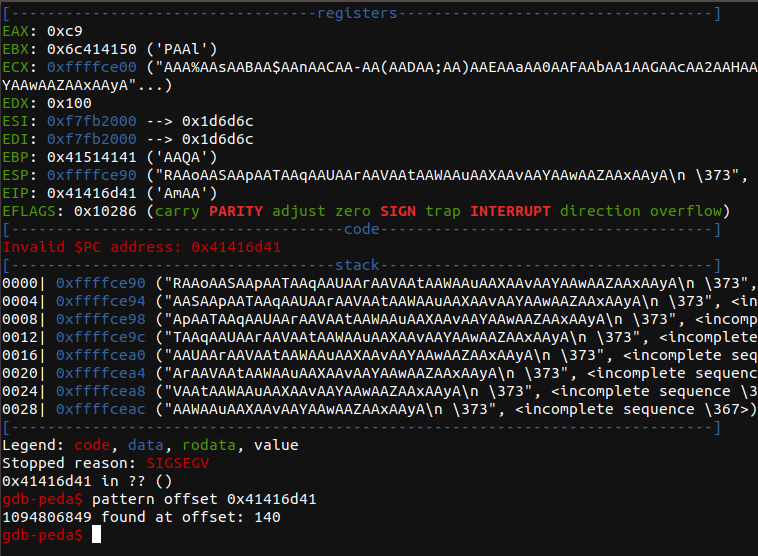 [----------------------------------registers-----------------------------------]
EAX: 0xc9
EBX: 0x6c414150 ('PAAl')
ECX: 0xffffce00 ("AAA%AAsAABAA$AAnAACAA-AA(AADAA;AA)AAEAAaAA0AAFAAbAA1AAGAAcAA2AAHAA
YAAwAAZAAxAAyA"...)
EDX: 0x100
ESI: 0xf7fb2000 --> 0x1d6d6c
EDI: 0xf7fb2000 --> 0x1d6d6c
EBP: 0x41514141 ('AAQA')
ESP: 0xffffce90 ("RAAoAASAApAATAAqAAUAArAAVAAtAAWAAuAAXAAvAAYAAwAAZAAxAAyA\n \373",
EIP: 0x41416d41 ('AmAA')
EFLAGS: 0x10286 (carry PARITY adjust zero SIGN trap INTERRUPT direction overflow)
[-------------------------------------code-------------------------------------]
Invalid $PC address: 0x41416d41
[------------------------------------stack-------------------------------------]
0000| 0xffffce90 ("RAAoAASAApAATAAqAAUAArAAVAAtAAWAAuAAXAAvAAYAAwAAZAAxAAyA\n \373",
0004| 0xffffce94 ("AASAApAATAAqAAUAArAAVAAtAAWAAuAAXAAvAAYAAwAAZAAxAAyA\n \373", <in
0008| 0xffffce98 ("ApAATAAqAAUAArAAVAAtAAWAAuAAXAAvAAYAAwAAZAAxAAyA\n \373", <incomp
0012| 0xffffce9c ("TAAqAAUAArAAVAAtAAWAAuAAXAAvAAYAAwAAZAAxAAyA\n \373", <incomplete
0016| 0xffffcea0 ("AAUAArAAVAAtAAWAAuAAXAAvAAYAAwAAZAAxAAyA\n \373", <incomplete seq
0020| 0xffffcea4 ("ArAAVAAtAAWAAuAAXAAvAAYAAwAAZAAxAAyA\n \373", <incomplete sequenc
0024| 0xffffcea8 ("VAAtAAWAAuAAXAAvAAYAAwAAZAAxAAyA\n \373", <incomplete sequence \3
0028| 0xffffceac ("AAWAAuAAXAAvAAYAAwAAZAAxAAyA\n \373", <incomplete sequence \367>)
[------------------------------------------------------------------------------]
Legend: code, data, rodata, value
Stopped reason: SIGSEGV
0x41416d41 in ?? ()
gdb-peda$ pattern offset 0x41416d41
1094806849 found at offset: 140
gdb-peda$